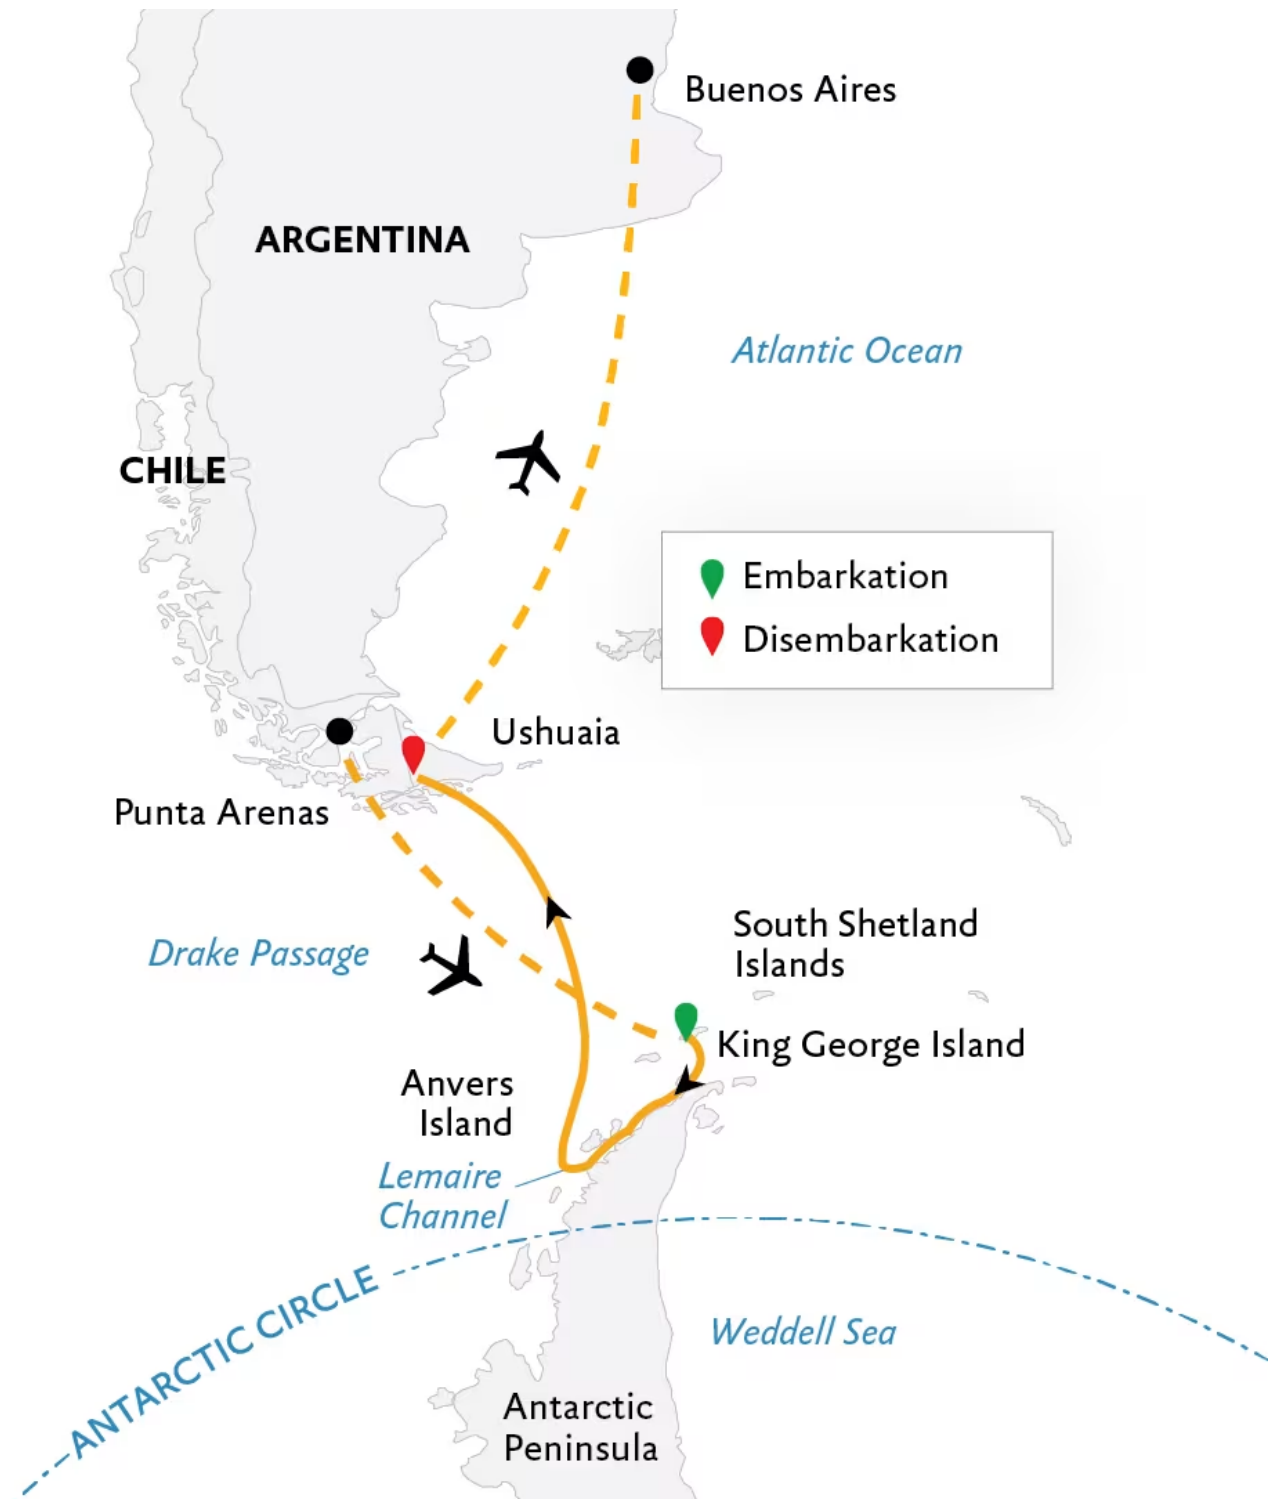 Buenos Aires
ARGENTINA
Atlantic Ocean
CHILE
Embarkation
Disembarkation
Ushuaia
Punta Arenas
South Shetland
Islands
Drake Passage
King George Island
Anvers
Island
Lemaire
Channel
ANTARCTIC CIRCLE
Weddell Sea
Antarctic
Peninsula